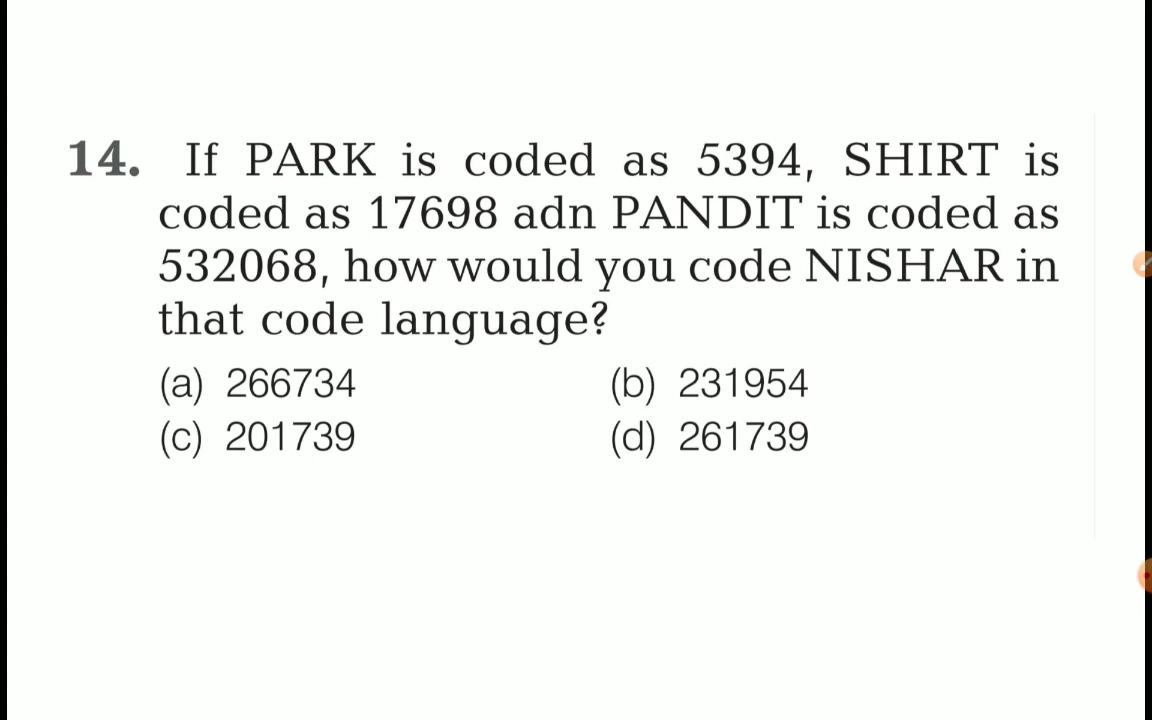 14. If PARK is coded as 5394, SHIRT is
coded as 17698 adn PANDIT is coded as
532068, how would you code NISHAR in
that code language?
(a) 266734 (b) 231954
(c) 201739 (d) 261739